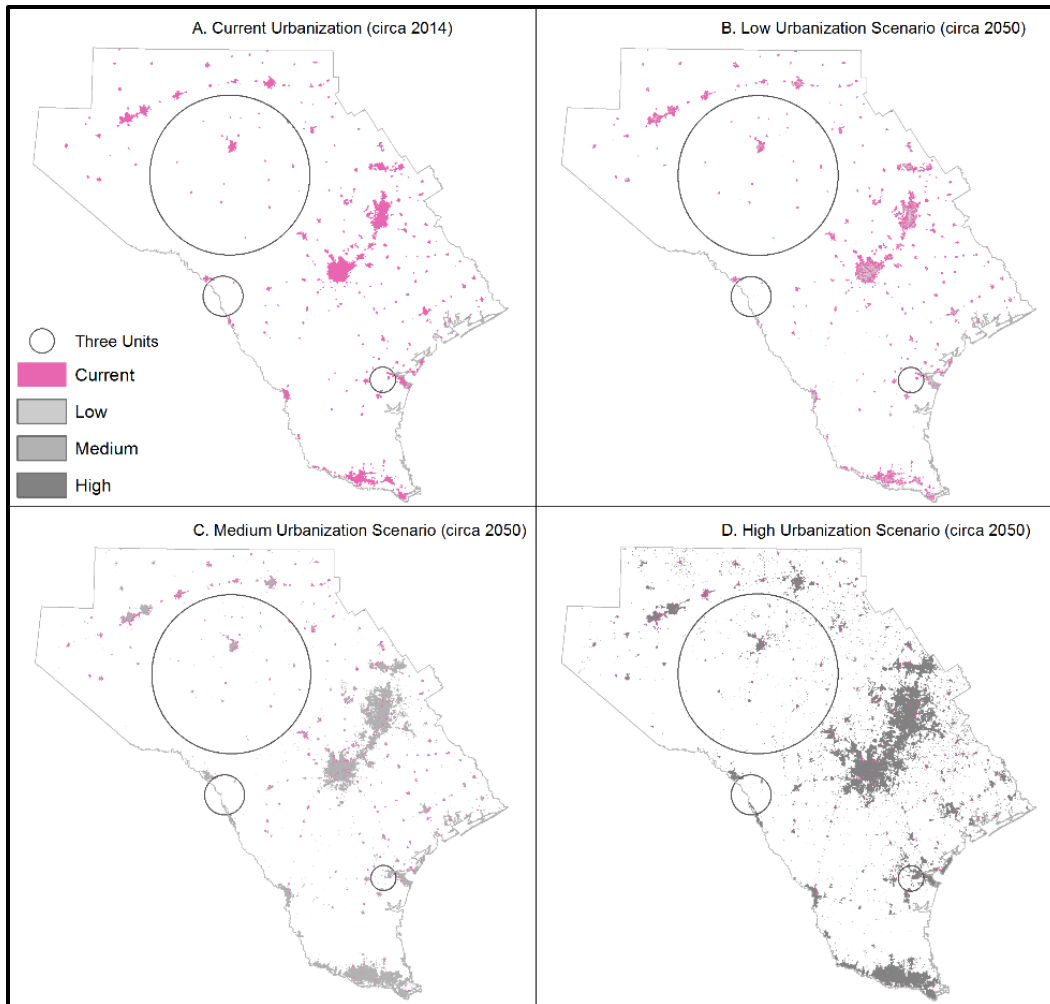 A. Current Urbanization (circa 2014)
B. Low Urbanization Scenario (circa 2050)
Three Units
Current
Low
Medium
High
C. Medium Urbanization Scenario (circa 2050)
D. High Urbanization Scenario (circa 2050)